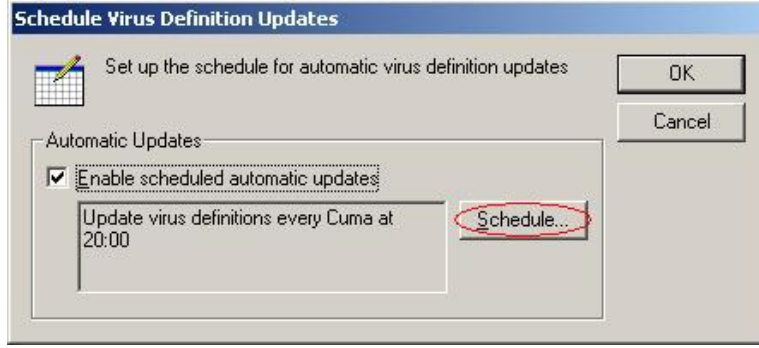 Schedule Virus Definition Updates
Set up the schedule for automatic virus definition updates
OK
Cancel
Automatic Updates
Enable scheduled automatic updates
Update virus definitions every Cuma at
20:00
Schedule...